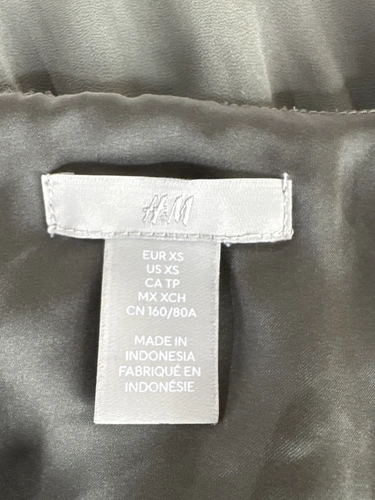 H&M
EUR XS
US XS
CA TP
MX XCH
CN 160/80A
MADE IN
INDONESIA
FABRIQUÉ EN
INDONÉSIE